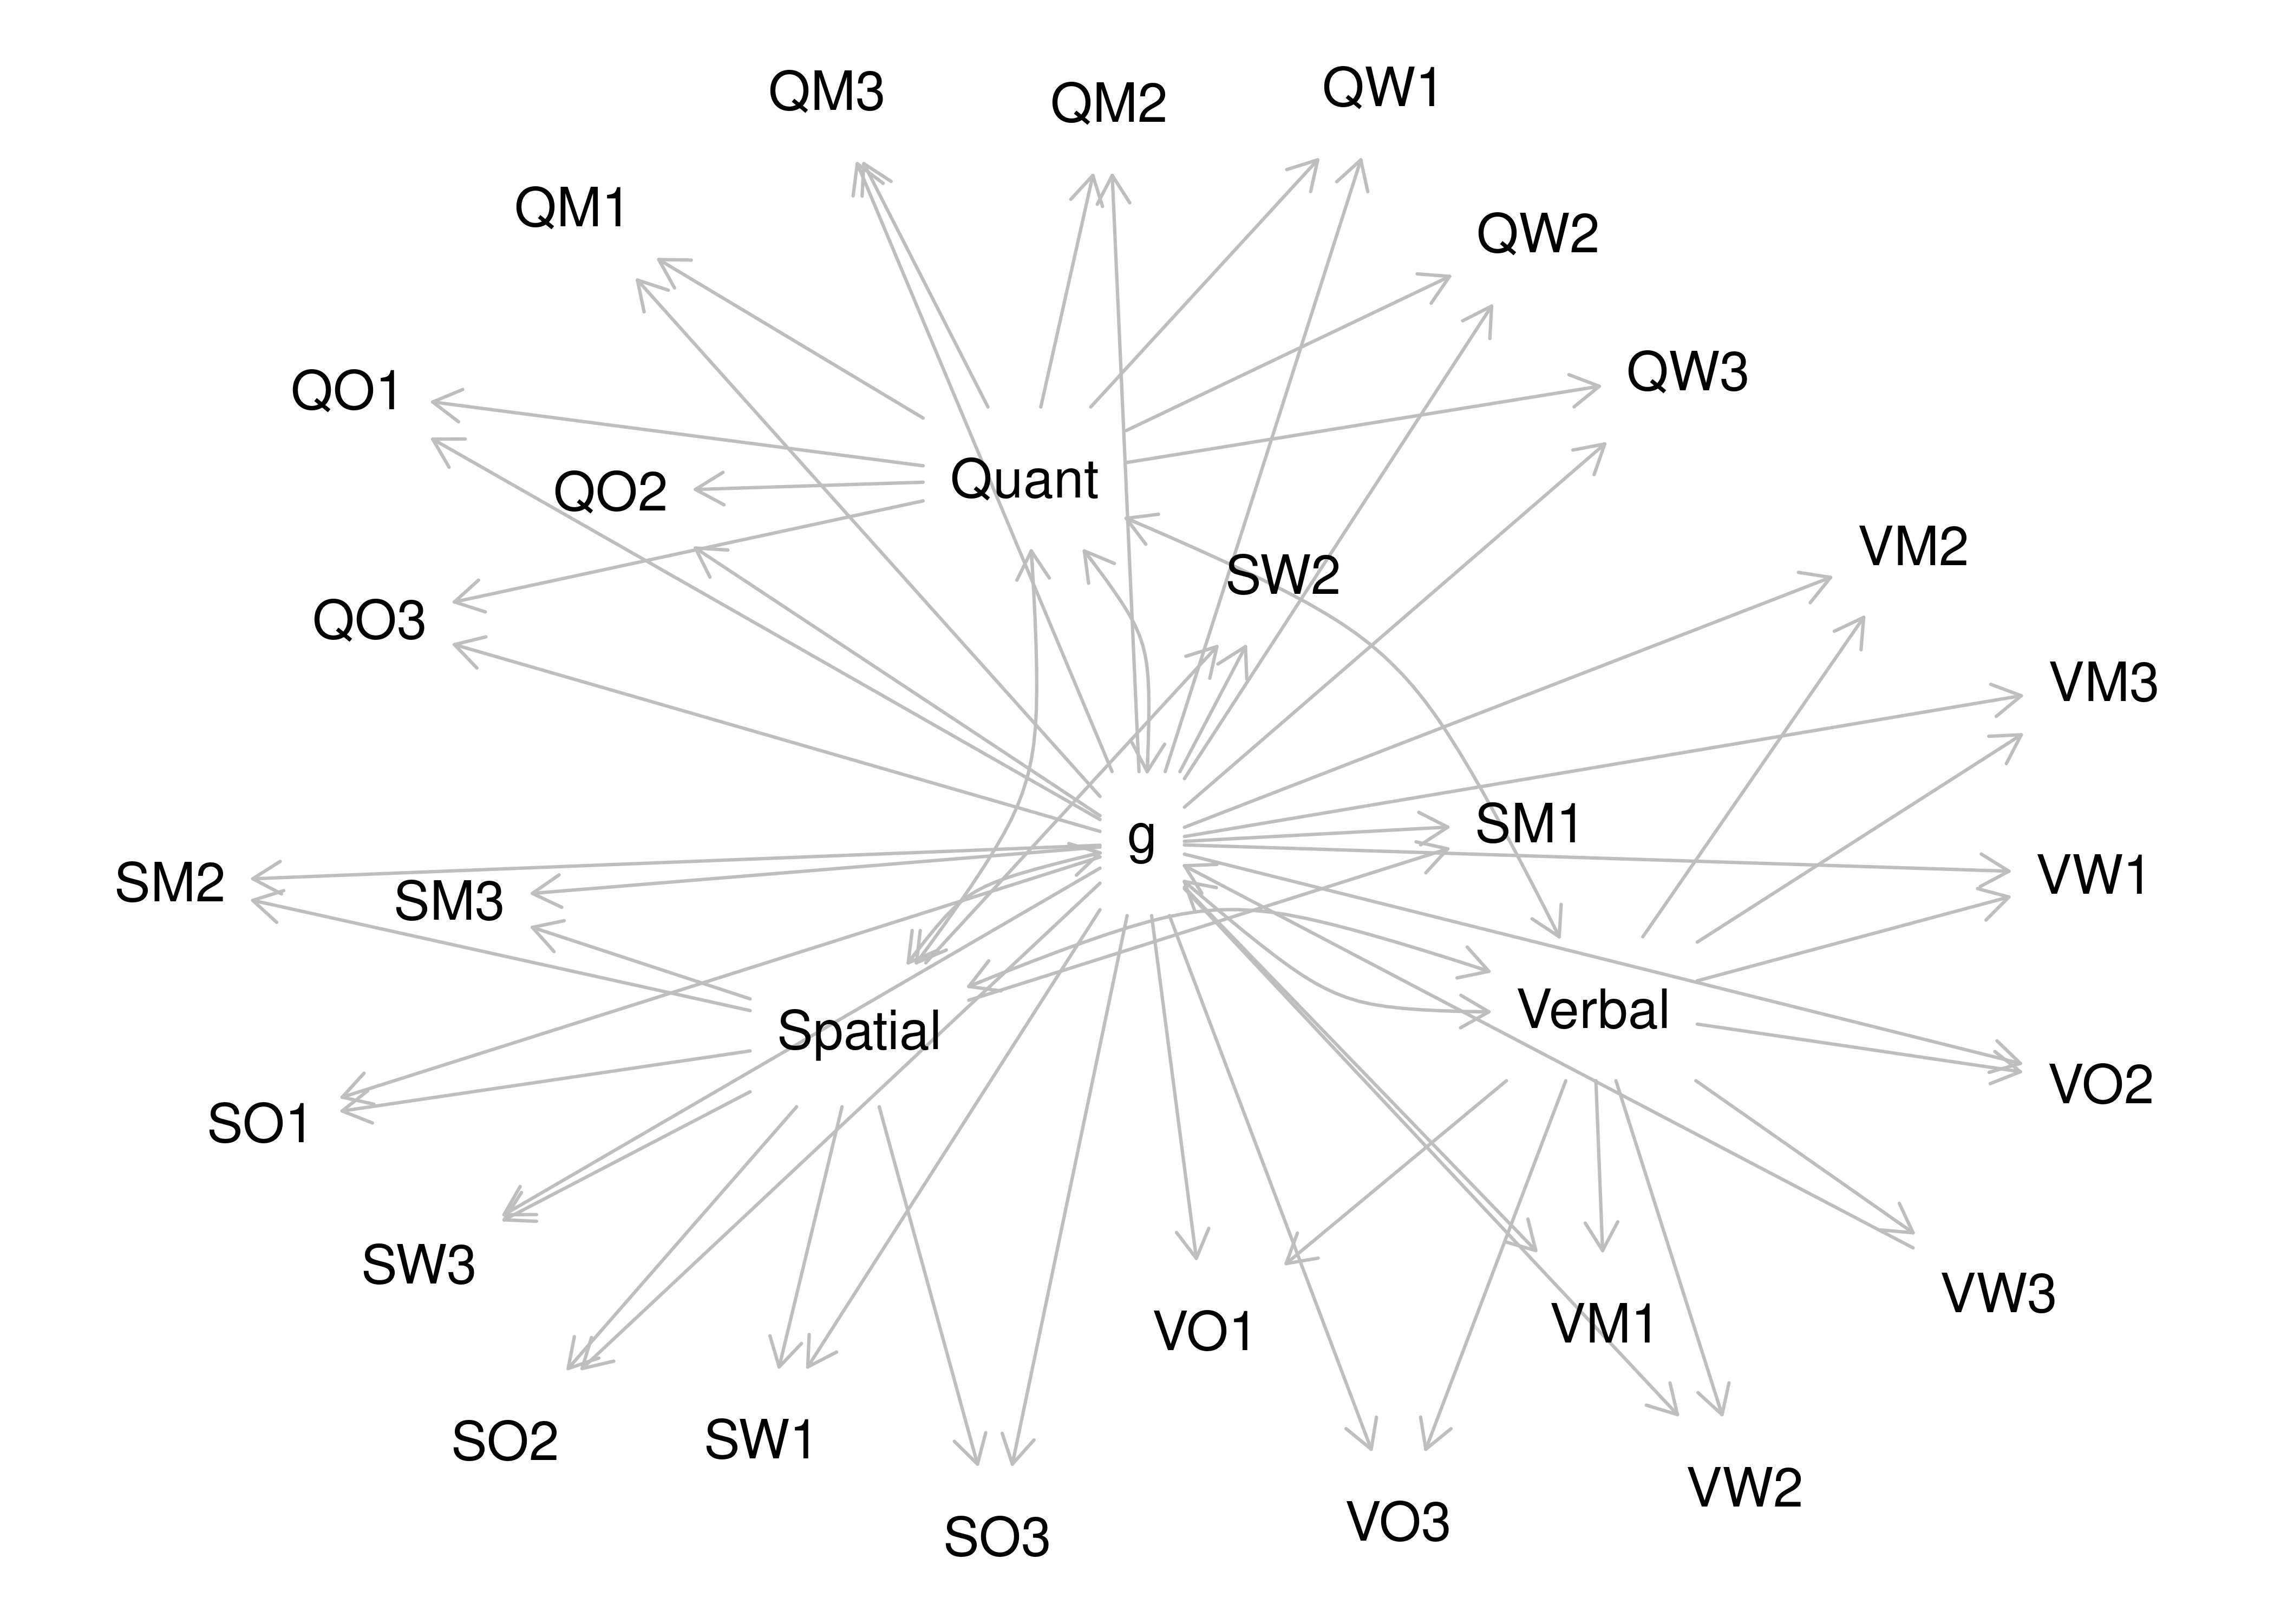 QM3
QM2
QW1
QM1
QW2
QW3
QO1
Quant
QO2
VM2
SW2
QO3
VM3
SM1
g
VW1
SM2
SM3
Verbal
Spatial
VO2
SO1
SW3
VW3
VM1
VO1
SO2
SW1
VW2
VO3
SO3